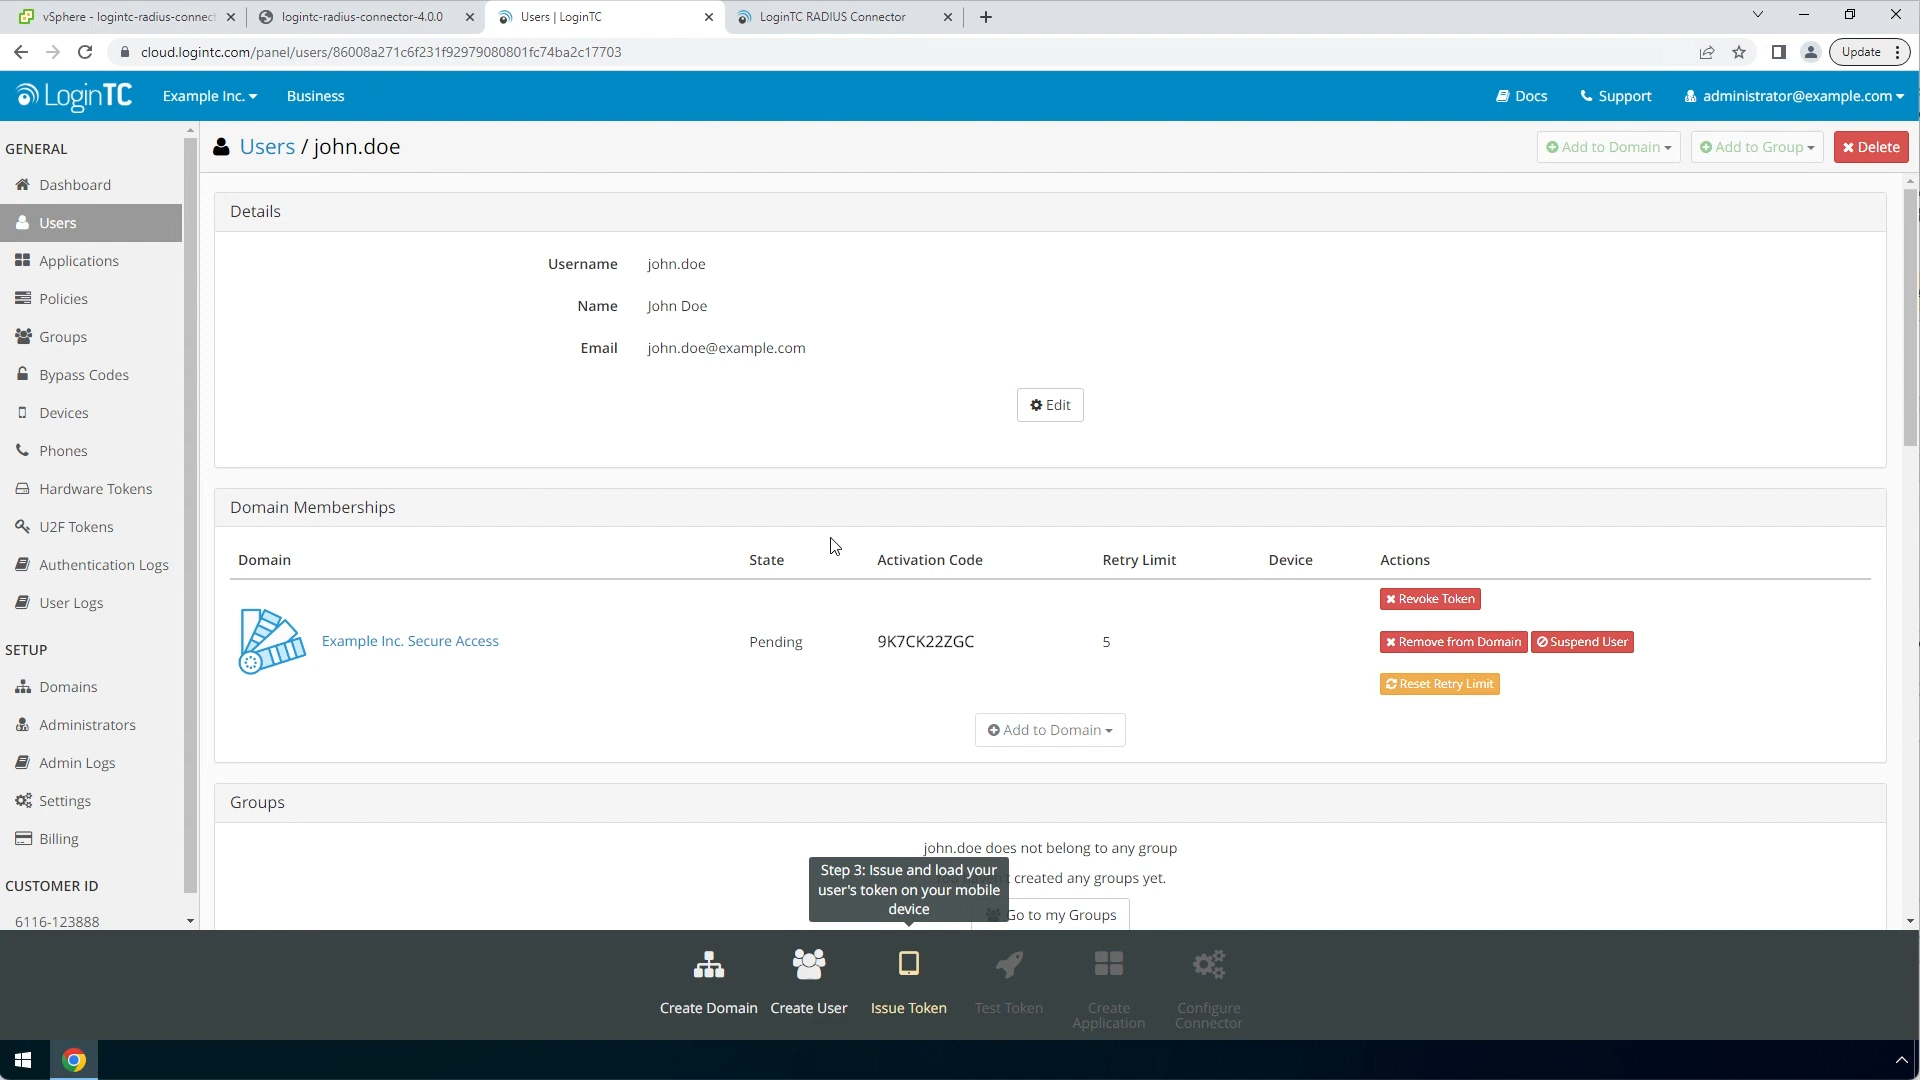 vSphere - logintc-radius-connect
logintc-radius-connector-4.0.0
Users | LoginTC
LoginTC RADIUS Connector
cloud.logintc.com/panel/users/86008a271c6f231f92979080801fc74ba2c17703
Update
LoginTC
Example Inc.
Business
Docs
Support
administrator@example.com
GENERAL
Dashboard
Users
Applications
Policies
Groups
Bypass Codes
Devices
Phones
Hardware Tokens
U2F Tokens
Authentication Logs
User Logs
SETUP
Domains
Administrators
Admin Logs
Settings
Billing
CUSTOMER ID
6116-123888
Users / john.doe
Add to Domain
Add to Group
Delete
Details
Username john.doe
Name John Doe
Email john.doe@example.com
Edit
Domain Memberships
Domain State Activation Code Retry Limit Device Actions
Revoke Token
Example Inc. Secure Access Pending 9K7CK22ZGC 5 Remove from Domain Suspend User
Reset Retry Limit
Add to Domain
Groups
john.doe does not belong to any group
created any groups yet.
Go to my Groups
Step 3: Issue and load your
user's token on your mobile
device
Create Domain
Create User
Issue Token
Test Token
Create
Application
Configure
Connector